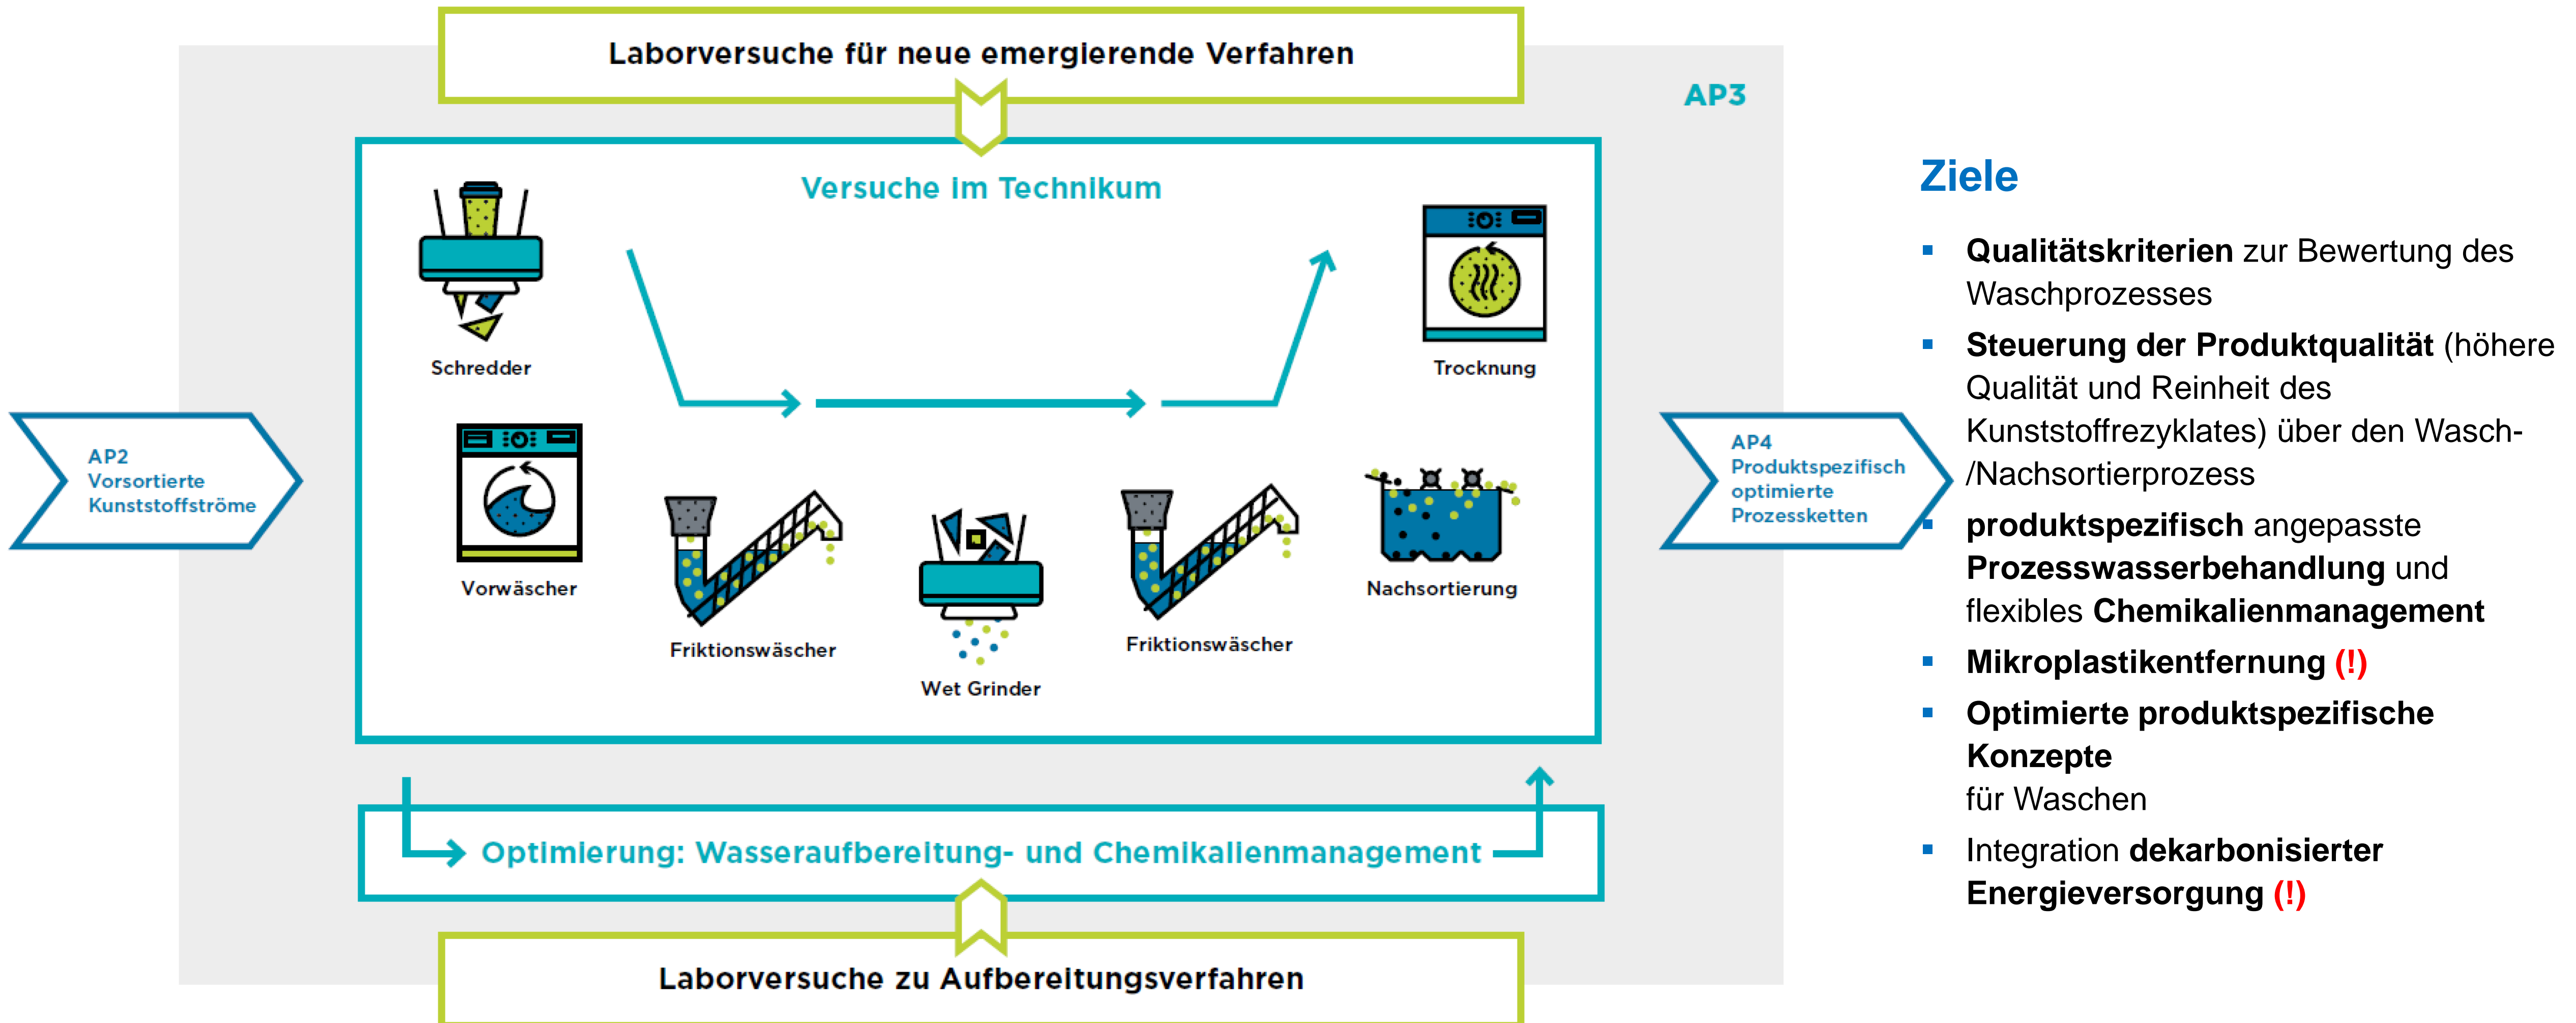 Laborversuche für neue emergierende Verfahren
AP3
Versuche im Technikum
Schredder
Trocknung
Vorwäscher
Friktionswäscher
Wet Grinder
Friktionswäscher
Nachsortierung
AP2
Vorsortierte
Kunststoffströme
AP4
Produktspezifisch
optimierte
Prozessketten
Optimierung: Wasseraufbereitung- und Chemikalienmanagement
Laborversuche zu Aufbereitungsverfahren
Ziele
▪ Qualitätskriterien zur Bewertung des
Waschprozesses
▪ Steuerung der Produktqualität (höhere
Qualität und Reinheit des
Kunststoffrezyklates) über den Wasch-
/Nachsortierprozess
▪ produktspezifisch angepasste
Prozesswasserbehandlung und
flexibles Chemikalienmanagement
▪ Mikroplastikentfernung (!)
▪ Optimierte produktspezifische
Konzepte
für Waschen
▪ Integration dekarbonisierter
Energieversorgung (!)